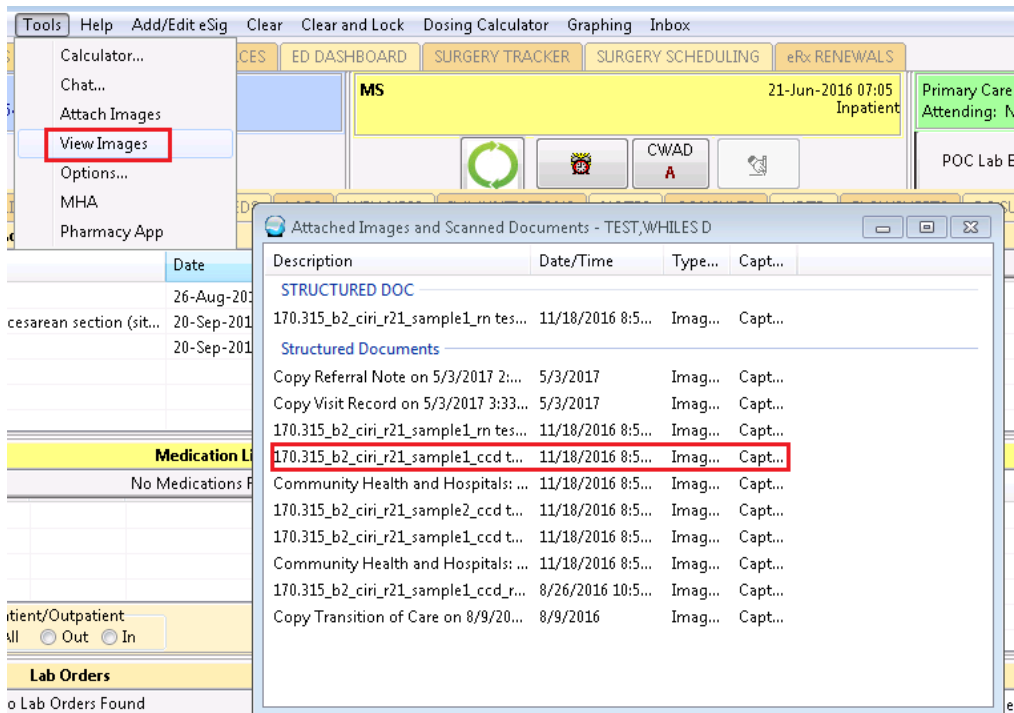 Tools Help Add/Edit eSig Clear Clear and Lock Dosing Calculator Graphing Inbox
Calculator...
Chat...
Attach Images
View Images
Options...
MHA
Pharmacy App
CES ED DASHBOARD SURGERY TRACKER SURGERY SCHEDULING eRx RENEWALS
MS 21-Jun-2016 07:05
Inpatient
Primary Care
Attending: N
CWAD
A
POC Lab E
Attached Images and Scanned Documents - TEST,WHILES D
Description Date/Time Type... Capt...
STRUCTURED DOC
170.315_b2_ciri_r21_sample1_rn tes... 11/18/2016 8:5... Imag... Capt...
Structured Documents
Copy Referral Note on 5/3/2017 2:... 5/3/2017 Imag... Capt...
Copy Visit Record on 5/3/2017 3:33... 5/3/2017 Imag... Capt...
170.315_b2_ciri_r21_sample1_rn tes... 11/18/2016 8:5... Imag... Capt...
170.315_b2_ciri_r21_sample1_ccd t... 11/18/2016 8:5... Imag... Capt...
Community Health and Hospitals: ... 11/18/2016 8:5... Imag... Capt...
170.315_b2_ciri_r21_sample2_ccd t... 11/18/2016 8:5... Imag... Capt...
170.315_b2_ciri_r21_sample1_ccd t... 11/18/2016 8:5... Imag... Capt...
Community Health and Hospitals: ... 11/18/2016 8:5... Imag... Capt...
170.315_b2_ciri_r21_sample1_ccd_r... 8/26/2016 10:5... Imag... Capt...
Copy Transition of Care on 8/9/20... 8/9/2016 Imag... Capt...
Date
26-Aug-201
cesarean section (sit... 20-Sep-201
20-Sep-201
Medication Li
No Medications F
atient/Outpatient
All Out In
Lab Orders
o Lab Orders Found